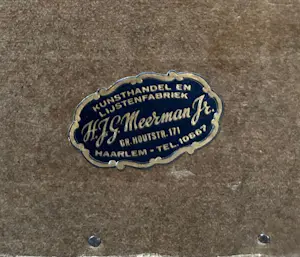 KUNSTHANDEL EN
LIJSTENFABRIEK
H.J.G. Meerman Jr.
GR. HOUTSTR. 171
HAARLEM - TEL. 10667